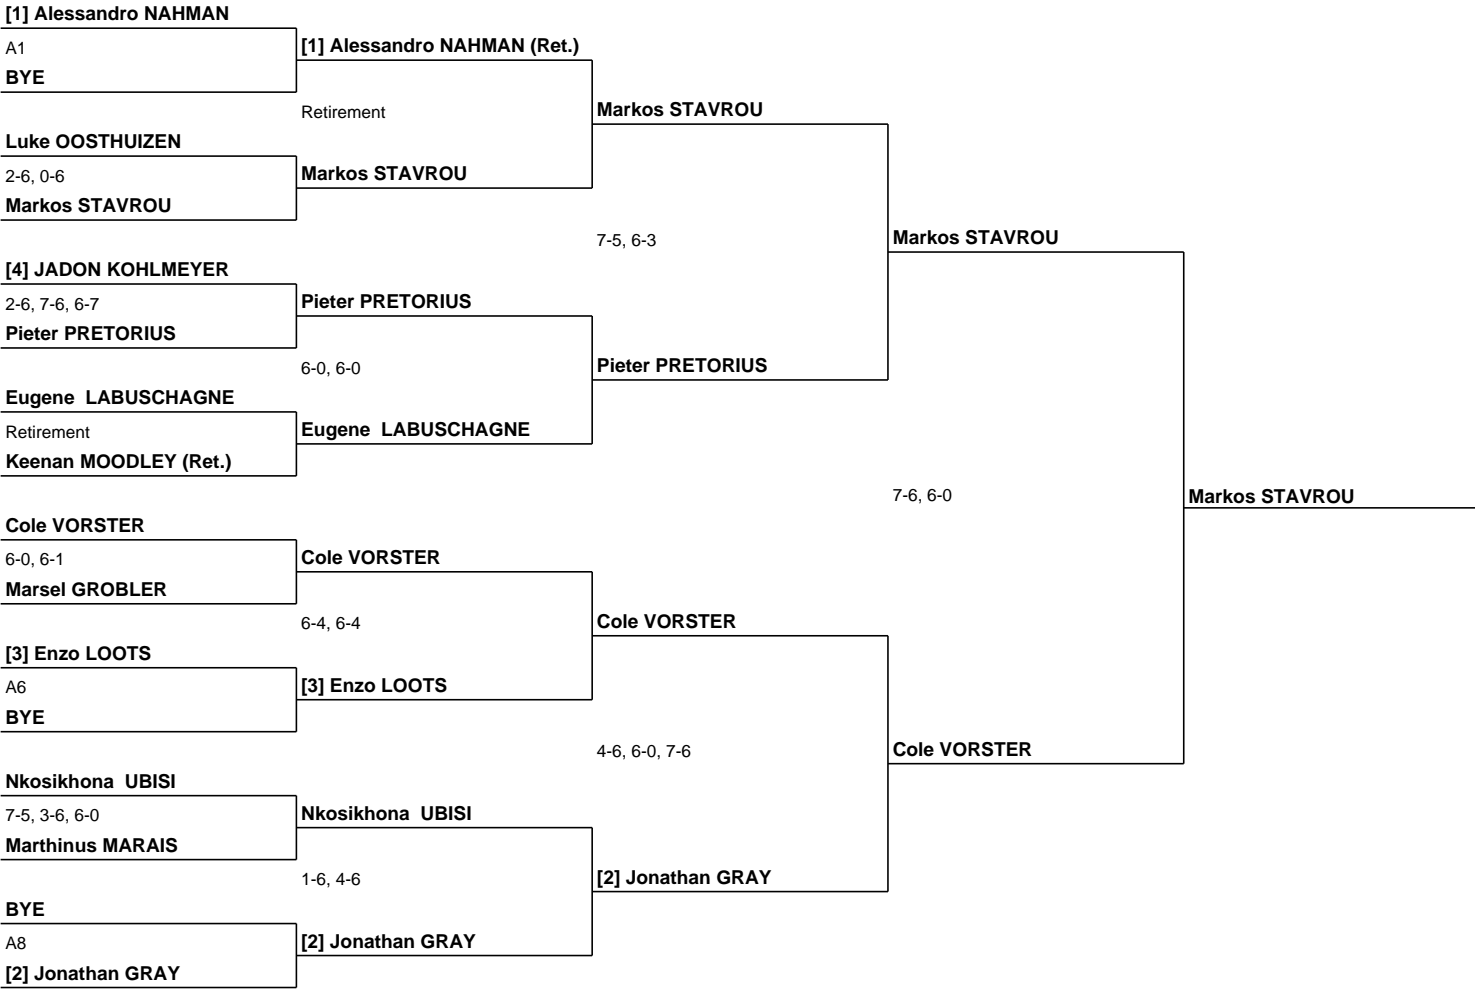 [1] Alessandro NAHMAN
A1
BYE
Luke OOSTHUIZEN
2-6, 0-6
Markos STAVROU
[4] JADON KOHLMEYER
2-6, 7-6, 6-7
Pieter PRETORIUS
Eugene  LABUSCHAGNE
Retirement
Keenan MOODLEY (Ret.)
Cole VORSTER
6-0, 6-1
Marsel GROBLER
[3] Enzo LOOTS
A6
BYE
Nkosikhona  UBISI
7-5, 3-6, 6-0
Marthinus MARAIS
BYE
A8
[2] Jonathan GRAY
[1] Alessandro NAHMAN (Ret.)
Retirement
Markos STAVROU
Pieter PRETORIUS
6-0, 6-0
Eugene  LABUSCHAGNE
Cole VORSTER
6-4, 6-4
[3] Enzo LOOTS
Nkosikhona  UBISI
1-6, 4-6
[2] Jonathan GRAY
Markos STAVROU
7-5, 6-3
Pieter PRETORIUS
Cole VORSTER
4-6, 6-0, 7-6
[2] Jonathan GRAY
Markos STAVROU
7-6, 6-0
Cole VORSTER
Markos STAVROU